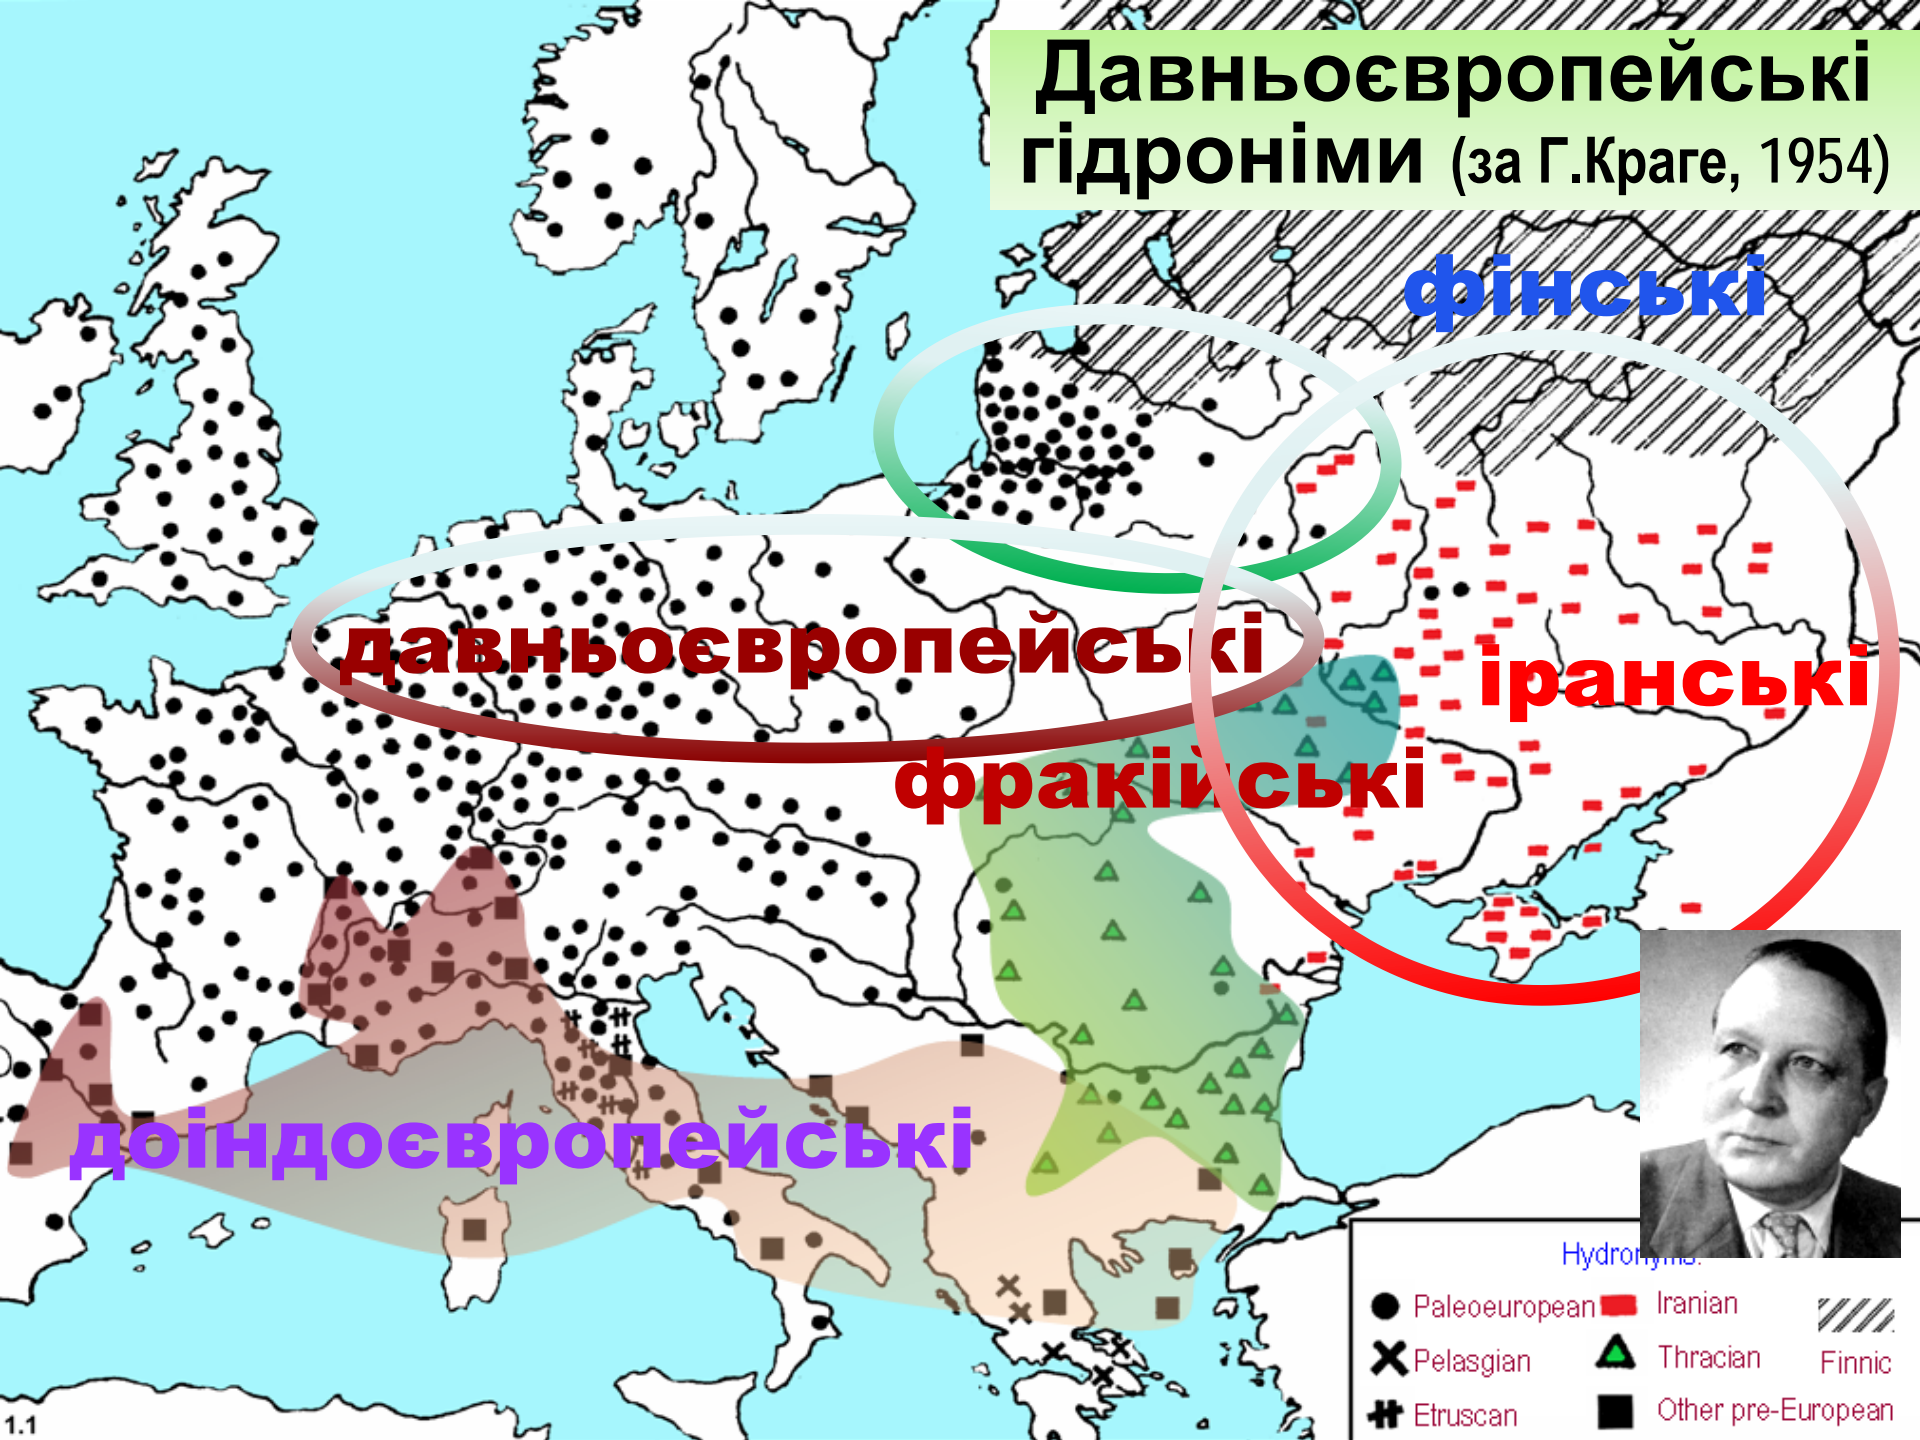 Давньоєвропейські
гідроніми (за Г.Краге, 1954)
фінські
давньоєвропейські
іранські
фракійські
доіндоєвропейські
Hydronyms:
Paleoeuropean
Iranian
Pelasgian
Thracian
Finnic
Etruscan
Other pre-European
1.1